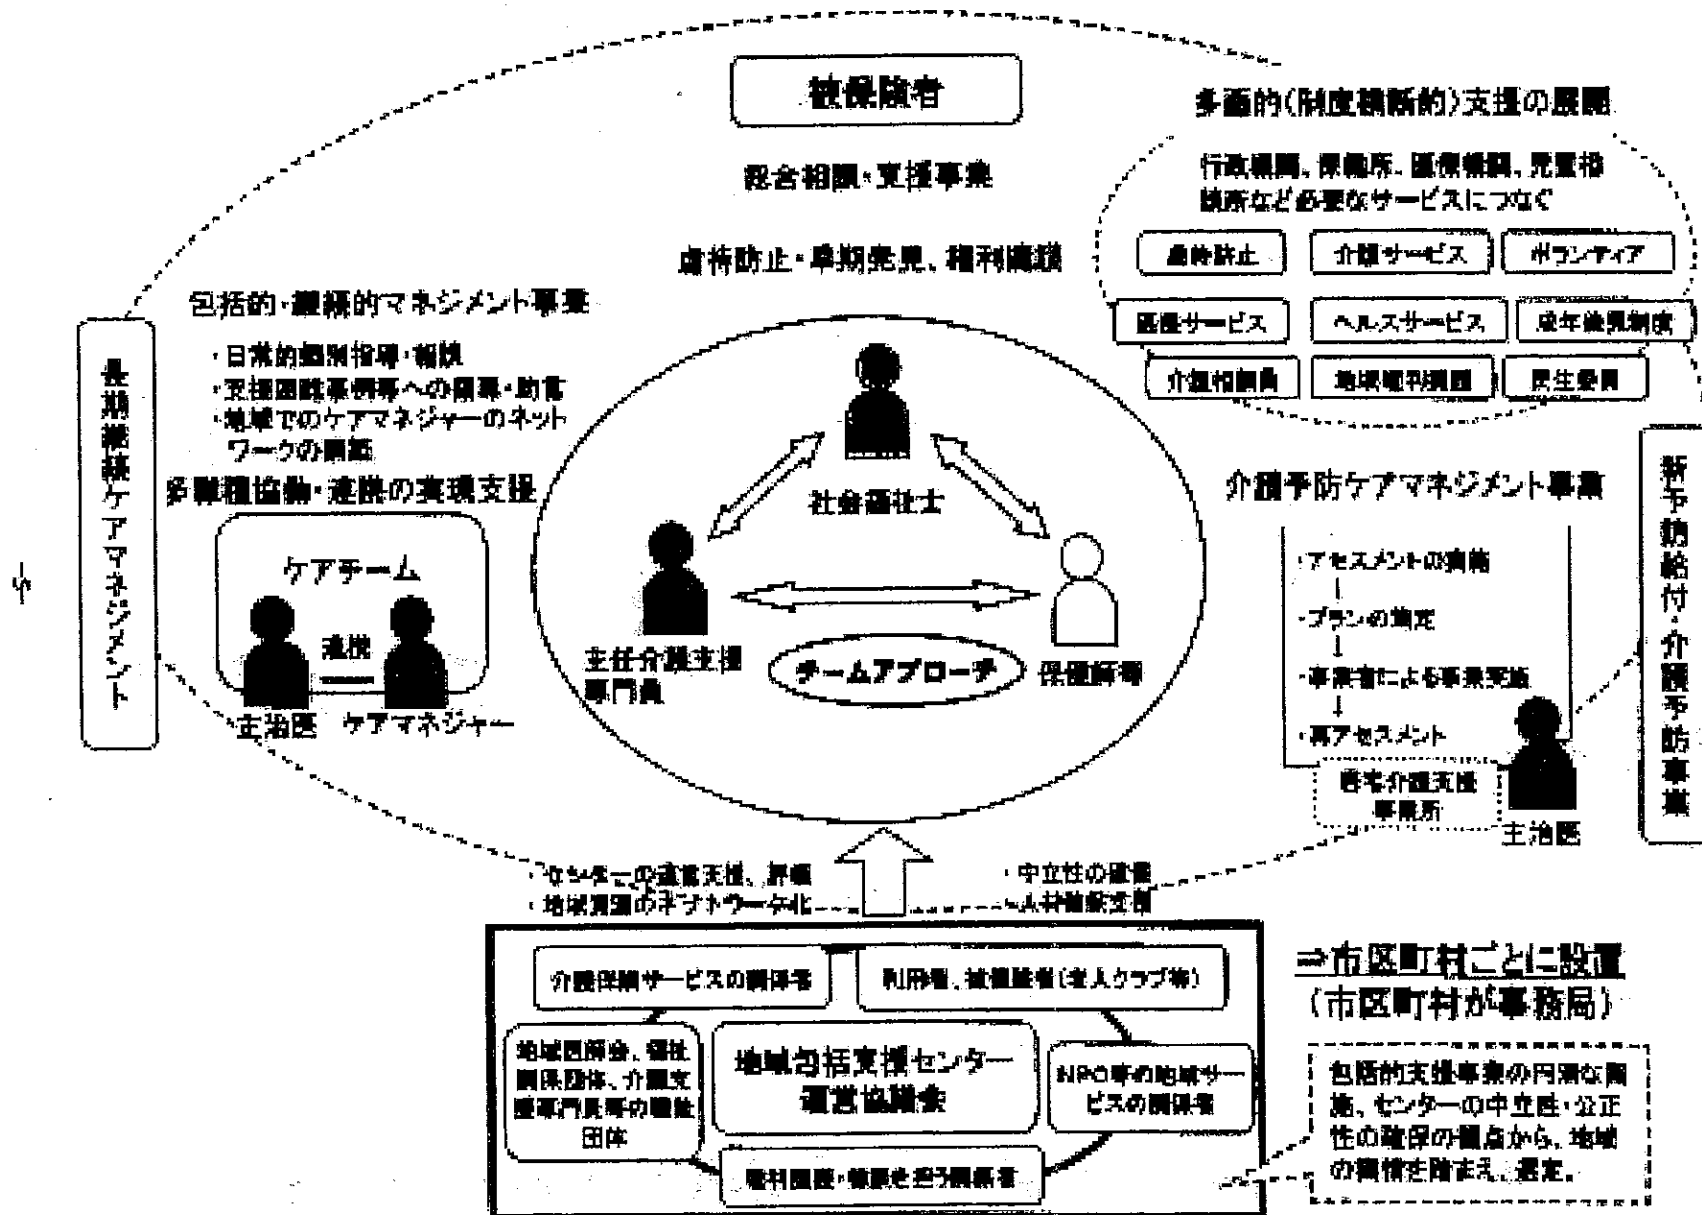 被保険者
総合相談・支援事業
虐待防止・早期発見、権利擁護
多面的(制度横断的)支援の展開
行政機関、保健所、医療機関、児童相
談所など必要なサービスにつなぐ
虐待防止
介護サービス
ボランティア
医療サービス
ヘルスサービス
成年後見制度
介護相談員
地域権利擁護
民生委員
包括的・継続的マネジメント事業
・日常的個別指導・相談
・支援困難事例等への指導・助言
・地域でのケアマネジャーのネット
ワークの構築
多職種協働・連携の実現支援
ケアチーム
連携
主治医
ケアマネジャー
長期継続ケアマネジメント
社会福祉士
主任介護支援
専門員
チームアプローチ
保健師等
介護予防ケアマネジメント事業
・アセスメントの実施
↓
・プランの策定
↓
・事業者による事業実施
↓
・再アセスメント
居宅介護支援
事業所
主治医
新予防給付・介護予防事業
・センターの運営支援、評価
・地域資源のネットワーク化
・中立性の確保
・人材確保支援
介護保険サービスの関係者
利用者、被保険者(老人クラブ等)
地域医師会、福祉
関係団体、介護支
援専門員等の職能
団体
地域包括支援センター
運営協議会
NPO等の地域サー
ビスの関係者
権利擁護・相談を担う関係者
⇒市区町村ごとに設置
(市区町村が事務局)
包括的支援事業の円滑な実
施、センターの中立性・公正
性の確保の観点から、地域
の実情を踏まえ、選定。